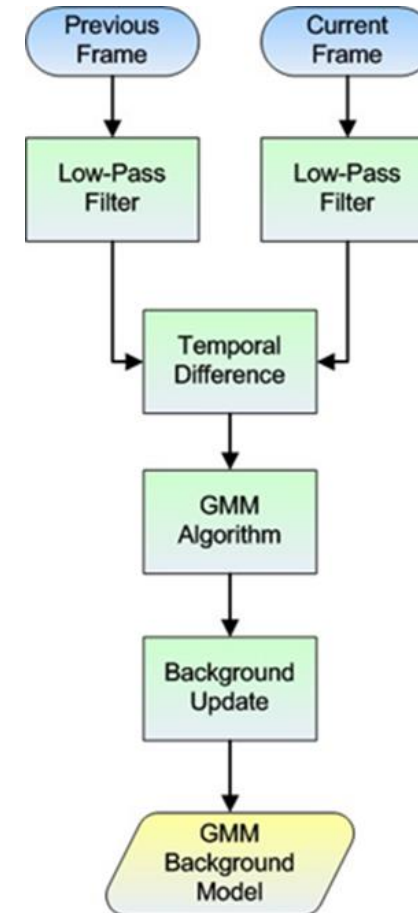 Previous
Frame
Current
Frame
Low-Pass
Filter
Low-Pass
Filter
Temporal
Difference
GMM
Algorithm
Background
Update
GMM
Background
Model